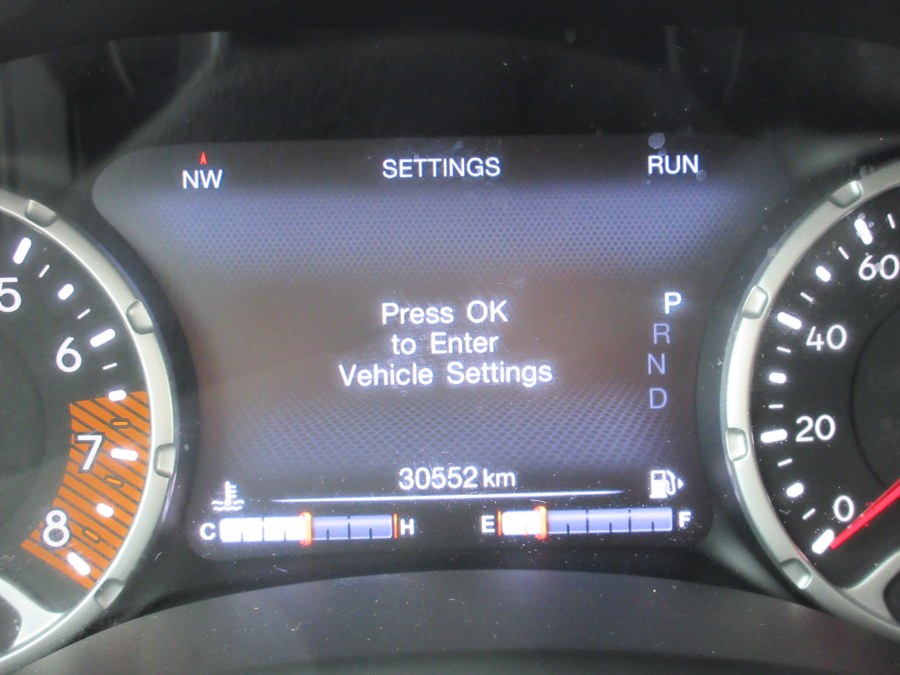 NW
SETTINGS
RUN
Press OK
to Enter
Vehicle Settings
P
R
N
D
30552 km
C
H
E
F
5
6
7
8
60
40
20
0